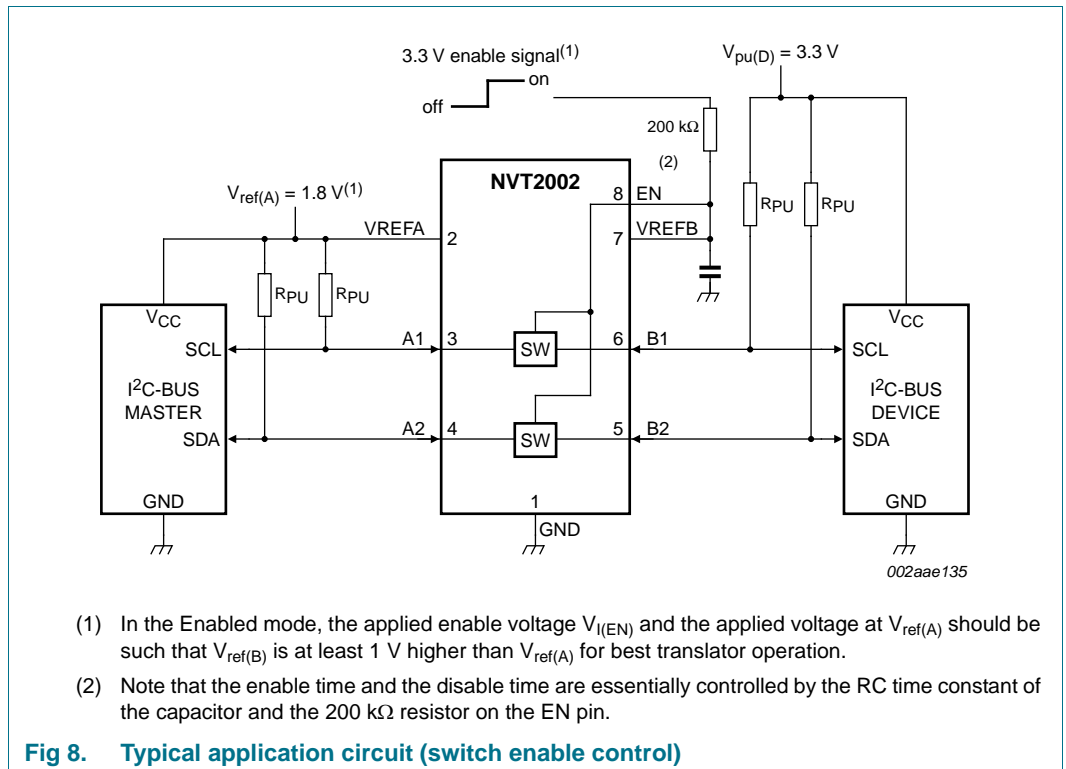 3.3 V enable signal(1)
on
off
Vpu(D) = 3.3 V
200 kΩ
(2)
NVT2002
8 EN
7 VREFB
Vref(A) = 1.8 V(1)
VREFA 2
RPU RPU
RPU RPU
VCC
SCL
I2C-BUS
MASTER
SDA
GND
A1 3
SW
6 B1
A2 4
SW
5 B2
1
GND
VCC
SCL
I2C-BUS
DEVICE
SDA
GND
002aae135
(1) In the Enabled mode, the applied enable voltage VI(EN) and the applied voltage at Vref(A) should be
such that Vref(B) is at least 1 V higher than Vref(A) for best translator operation.
(2) Note that the enable time and the disable time are essentially controlled by the RC time constant of
the capacitor and the 200 kΩ resistor on the EN pin.
Fig 8. Typical application circuit (switch enable control)